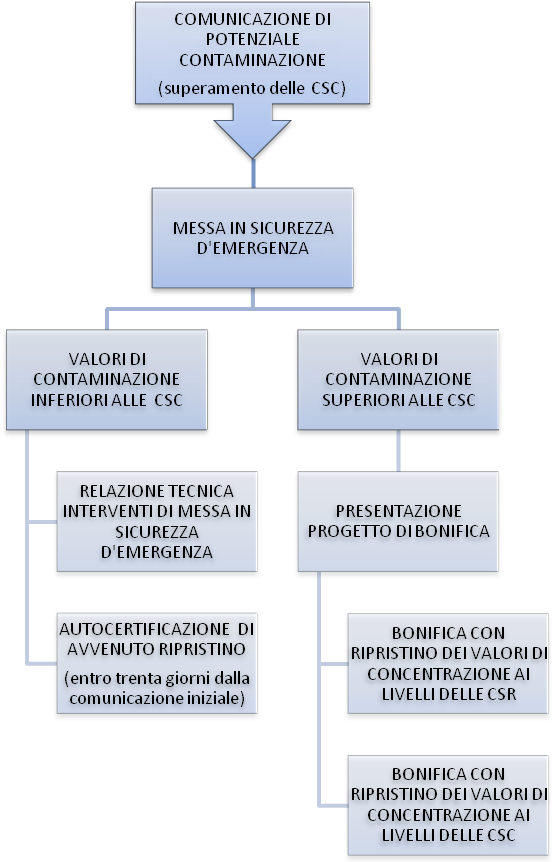 COMUNICAZIONE DI
POTENZIALE
CONTAMINAZIONE
(superamento delle CSC)
MESSA IN SICUREZZA
D'EMERGENZA
VALORI DI
CONTAMINAZIONE
INFERIORI ALLE CSC
RELAZIONE TECNICA
INTERVENTI DI MESSA IN
SICUREZZA
D'EMERGENZA
AUTOCERTIFICAZIONE DI
AVVENUTO RIPRISTINO
(entro trenta giorni dalla
comunicazione iniziale)
VALORI DI
CONTAMINAZIONE
SUPERIORI ALLE CSC
PRESENTAZIONE
PROGETTO DI BONIFICA
BONIFICA CON
RIPRISTINO DEI VALORI DI
CONCENTRAZIONE AI
LIVELLI DELLE CSR
BONIFICA CON
RIPRISTINO DEI VALORI DI
CONCENTRAZIONE AI
LIVELLI DELLE CSC